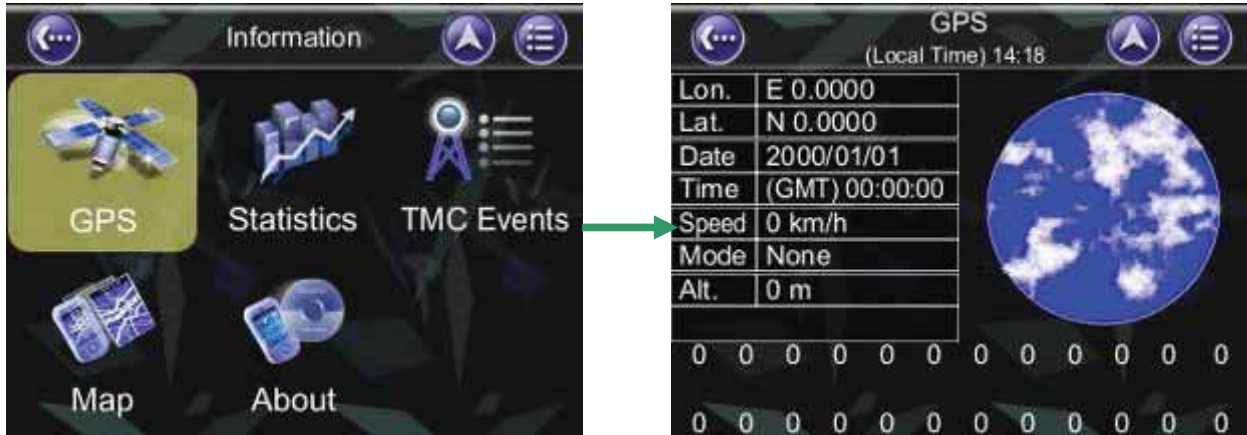 Information
GPS Statistics TMC Events
Map About
GPS
(Local Time) 14:18
Lon. E 0.0000
Lat. N 0.0000
Date 2000/01/01
Time (GMT) 00:00:00
Speed 0 km/h
Mode None
Alt. 0 m
0 0 0 0 0 0 0 0 0 0 0 0
0 0 0 0 0 0 0 0 0 0 0 0